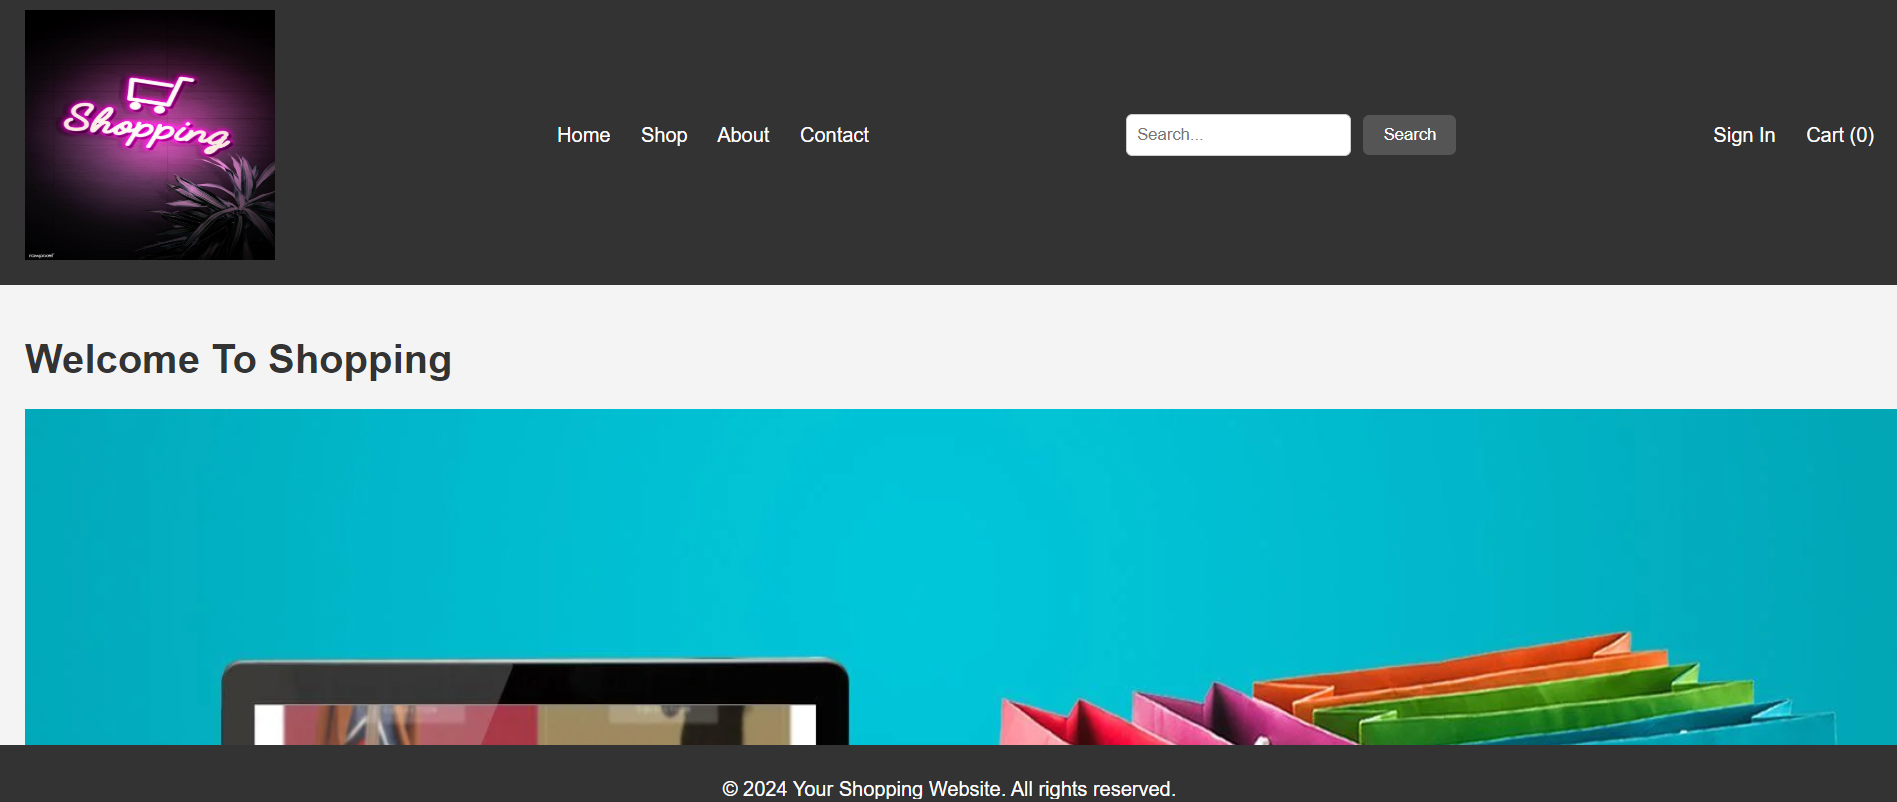 Shopping
rawpixel
Home Shop About Contact
Search... Search
Sign In Cart (0)
Welcome To Shopping
© 2024 Your Shopping Website. All rights reserved.